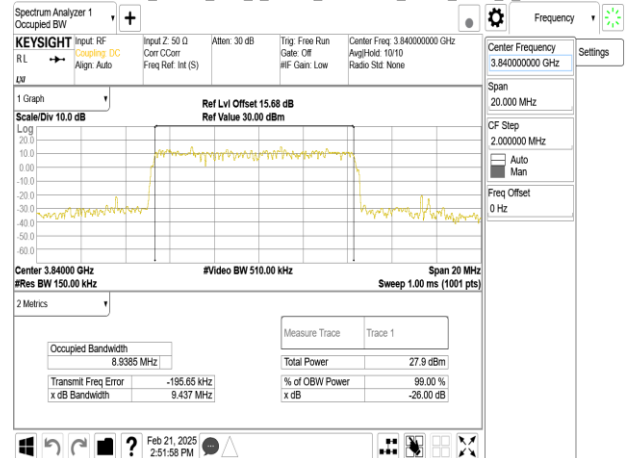 Spectrum Analyzer 1
Occupied BW
Frequency
KEYSIGHT
RL
Input: RF
Coupling: DC
Align: Auto
Input Z: 50 Ω
Corr CCorr
Freq Ref: Int (S)
Atten: 30 dB
Trig: Free Run
Gate: Off
#IF Gain: Low
Center Freq: 3.840000000 GHz
Avg|Hold: 10/10
Radio Std: None
Center Frequency
3.840000000 GHz
Settings
Span
20.000 MHz
CF Step
2.000000 MHz
Auto
Man
Freq Offset
0 Hz
1 Graph
Ref Lvl Offset 15.68 dB
Scale/Div 10.0 dB
Ref Value 30.00 dBm
Log
20.0
10.0
0.00
-10.0
-20.0
-30.0
-40.0
-50.0
-60.0
Center 3.84000 GHz
#Video BW 510.00 kHz
Span 20 MHz
#Res BW 150.00 kHz
Sweep 1.00 ms (1001 pts)
2 Metrics
Measure Trace
Trace 1
Occupied Bandwidth
8.9385 MHz
Total Power
27.9 dBm
Transmit Freq Error
-195.65 kHz
% of OBW Power
99.00 %
x dB Bandwidth
9.437 MHz
x dB
-26.00 dB
Feb 21, 2025
2:51:58 PM